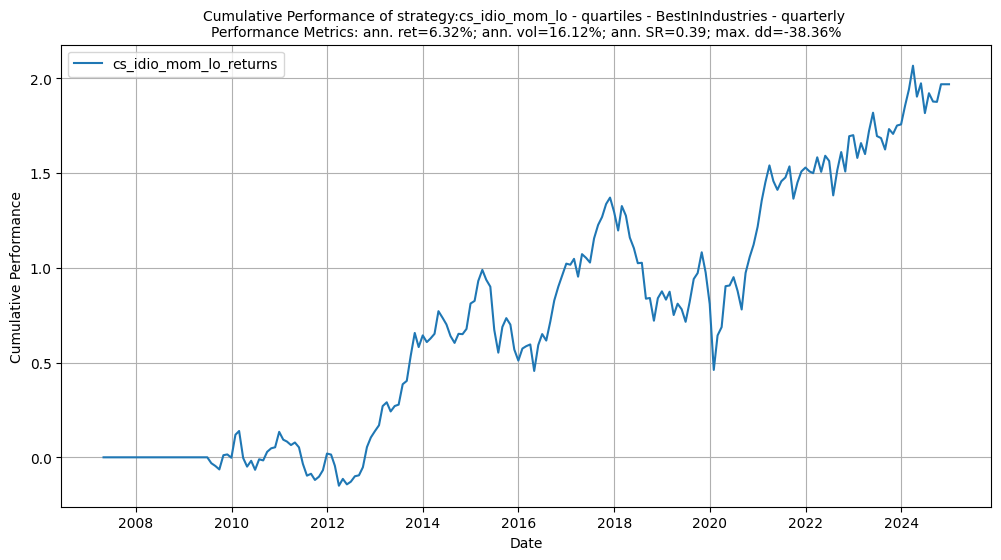 Cumulative Performance of strategy:cs_idio_mom_lo - quartiles - BestInIndustries - quarterly
Performance Metrics: ann. ret=6.32%; ann. vol=16.12%; ann. SR=0.39; max. dd=-38.36%
cs_idio_mom_lo_returns
Cumulative Performance
2.0
1.5
1.0
0.5
0.0
2008 2010 2012 2014 2016 2018 2020 2022 2024
Date